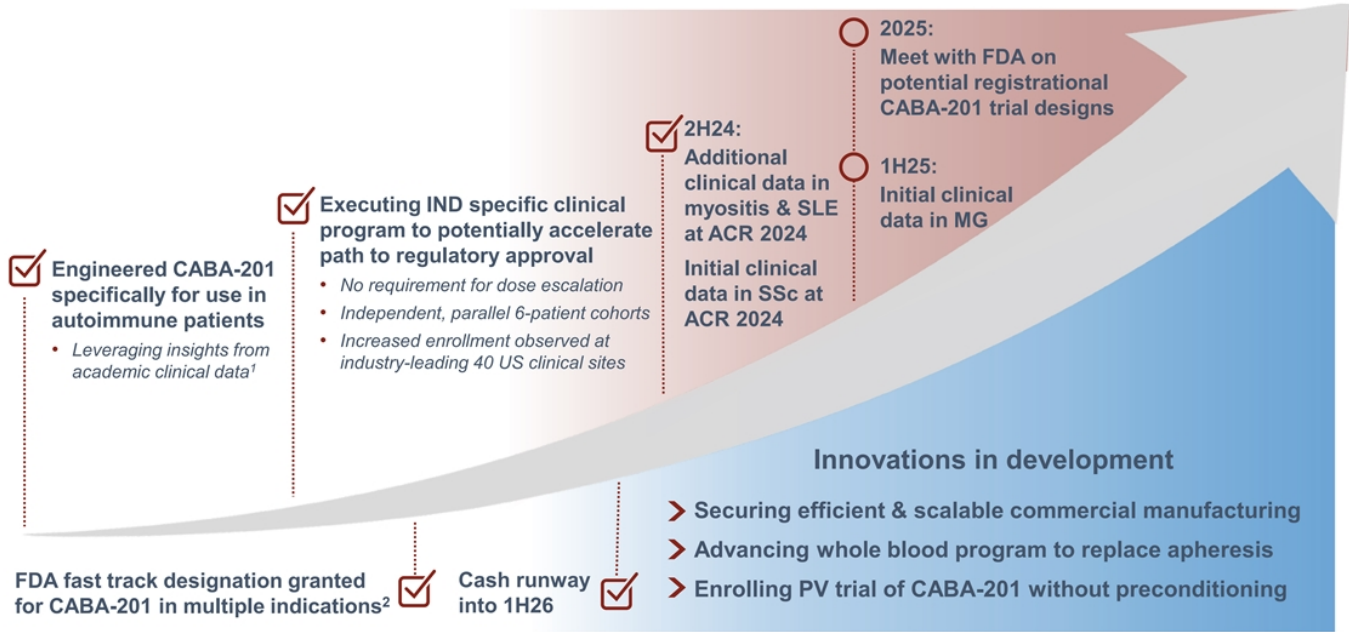 Engineered CABA-201
specifically for use in
autoimmune patients
• Leveraging insights from
academic clinical data¹
Executing IND specific clinical
program to potentially accelerate
path to regulatory approval
• No requirement for dose escalation
• Independent, parallel 6-patient cohorts
• Increased enrollment observed at
industry-leading 40 US clinical sites
2H24:
Additional
clinical data in
myositis & SLE
at ACR 2024
Initial clinical
data in SSc at
ACR 2024
2025:
Meet with FDA on
potential registrational
CABA-201 trial designs
1H25:
Initial clinical
data in MG
FDA fast track designation granted
for CABA-201 in multiple indications²
Cash runway
into 1H26
Innovations in development
Securing efficient & scalable commercial manufacturing
Advancing whole blood program to replace apheresis
Enrolling PV trial of CABA-201 without preconditioning